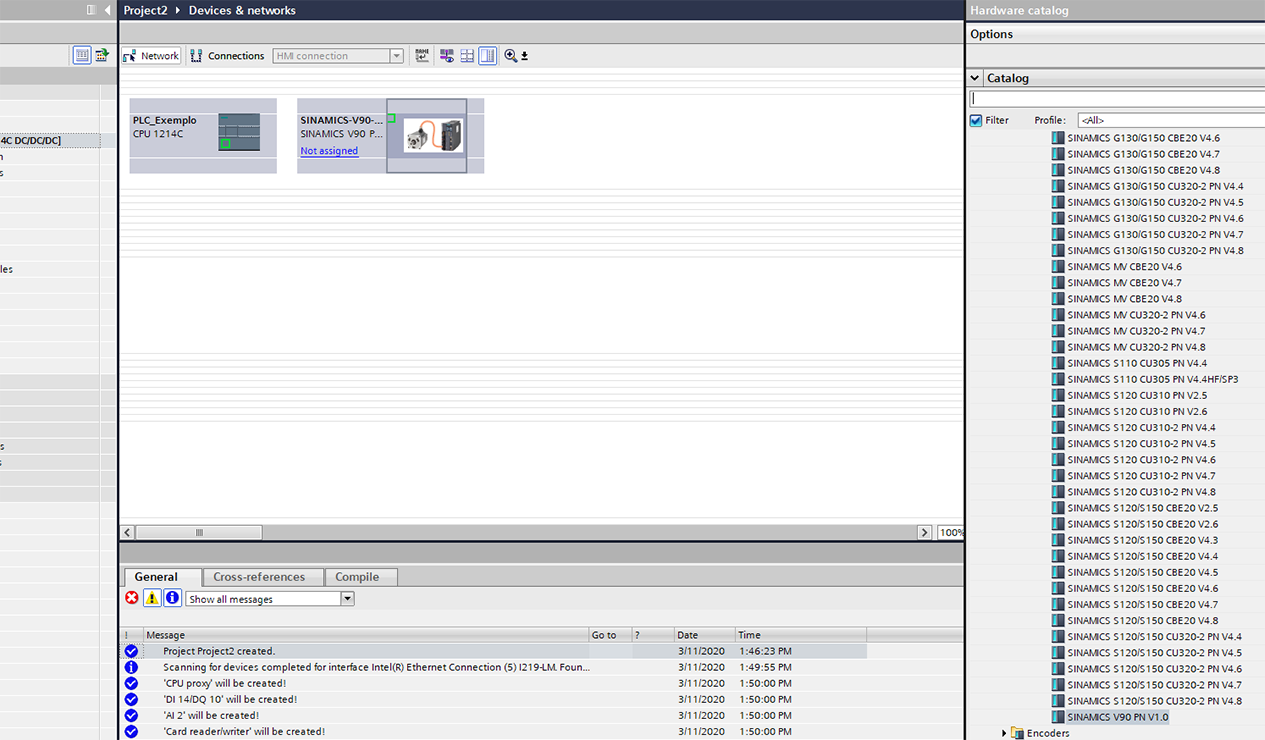 Project2 ▸ Devices & networks
Hardware catalog
Options
Network
Connections
HMI connection
Catalog
Filter
Profile:
<All>
4C DC/DC/DC]
n
s
les
s
s
PLC_Exemplo
CPU 1214C
SINAMICS-V90-...
SINAMICS V90 P...
Not assigned
100%
SINAMICS G130/G150 CBE20 V4.6
SINAMICS G130/G150 CBE20 V4.7
SINAMICS G130/G150 CBE20 V4.8
SINAMICS G130/G150 CU320-2 PN V4.4
SINAMICS G130/G150 CU320-2 PN V4.5
SINAMICS G130/G150 CU320-2 PN V4.6
SINAMICS G130/G150 CU320-2 PN V4.7
SINAMICS G130/G150 CU320-2 PN V4.8
SINAMICS MV CBE20 V4.6
SINAMICS MV CBE20 V4.7
SINAMICS MV CBE20 V4.8
SINAMICS MV CU320-2 PN V4.6
SINAMICS MV CU320-2 PN V4.7
SINAMICS MV CU320-2 PN V4.8
SINAMICS S110 CU305 PN V4.4
SINAMICS S110 CU305 PN V4.4HF/SP3
SINAMICS S120 CU310 PN V2.5
SINAMICS S120 CU310 PN V2.6
SINAMICS S120 CU310-2 PN V4.4
SINAMICS S120 CU310-2 PN V4.5
SINAMICS S120 CU310-2 PN V4.6
SINAMICS S120 CU310-2 PN V4.7
SINAMICS S120 CU310-2 PN V4.8
SINAMICS S120/S150 CBE20 V2.5
SINAMICS S120/S150 CBE20 V2.6
SINAMICS S120/S150 CBE20 V4.3
SINAMICS S120/S150 CBE20 V4.4
SINAMICS S120/S150 CBE20 V4.5
SINAMICS S120/S150 CBE20 V4.6
SINAMICS S120/S150 CBE20 V4.7
SINAMICS S120/S150 CBE20 V4.8
SINAMICS S120/S150 CU320-2 PN V4.4
SINAMICS S120/S150 CU320-2 PN V4.5
SINAMICS S120/S150 CU320-2 PN V4.6
SINAMICS S120/S150 CU320-2 PN V4.7
SINAMICS S120/S150 CU320-2 PN V4.8
SINAMICS V90 PN V1.0
Encoders
General Cross-references Compile
Show all messages
! Message Go to ? Date Time
Project Project2 created. 3/11/2020 1:46:23 PM
Scanning for devices completed for interface Intel(R) Ethernet Connection (5) I219-LM. Foun... 3/11/2020 1:49:55 PM
'CPU proxy' will be created! 3/11/2020 1:50:00 PM
'DI 14/DQ 10' will be created! 3/11/2020 1:50:00 PM
'AI 2' will be created! 3/11/2020 1:50:00 PM
'Card reader/writer' will be created! 3/11/2020 1:50:00 PM